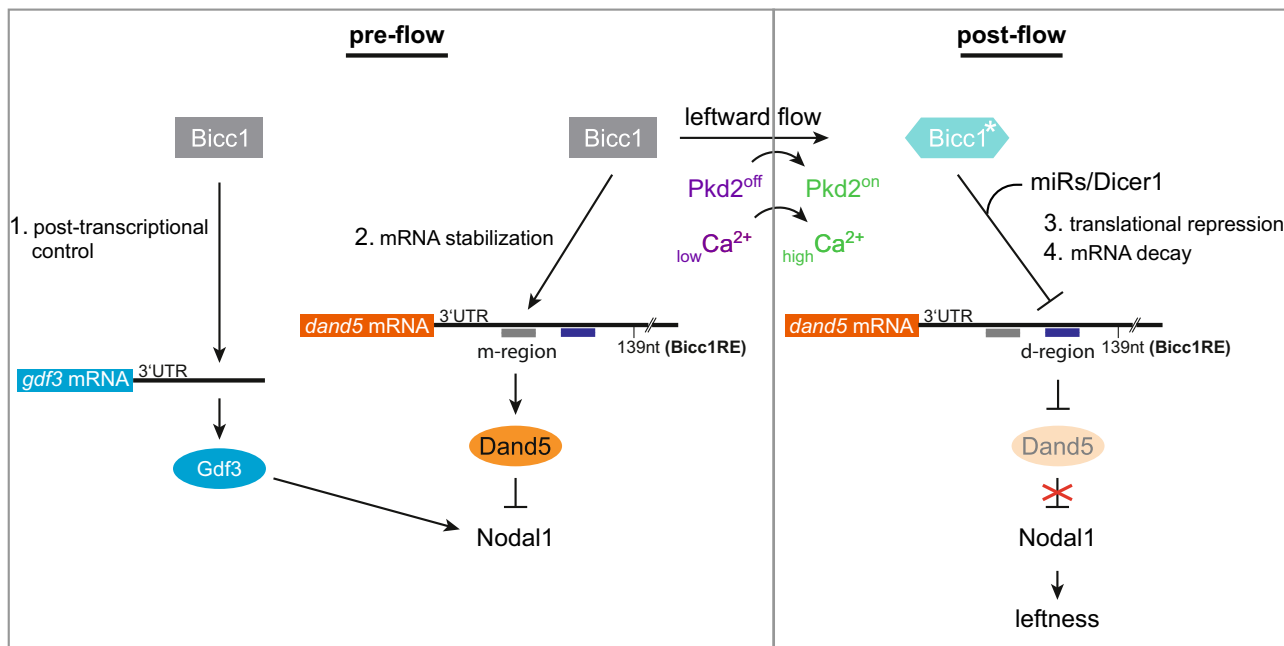 pre-flow
Bicc1
1. post-transcriptional
control
gdf3 mRNA
3‘UTR
Gdf3
Bicc1
2. mRNA stabilization
dand5 mRNA
3‘UTR
m-region
139nt (Bicc1RE)
Dand5
Nodal1
leftward flow
Pkd2off
Pkd2on
lowCa2+
highCa2+
post-flow
Bicc1*
miRs/Dicer1
3. translational repression
4. mRNA decay
dand5 mRNA
3‘UTR
d-region
139nt (Bicc1RE)
Dand5
Nodal1
leftness